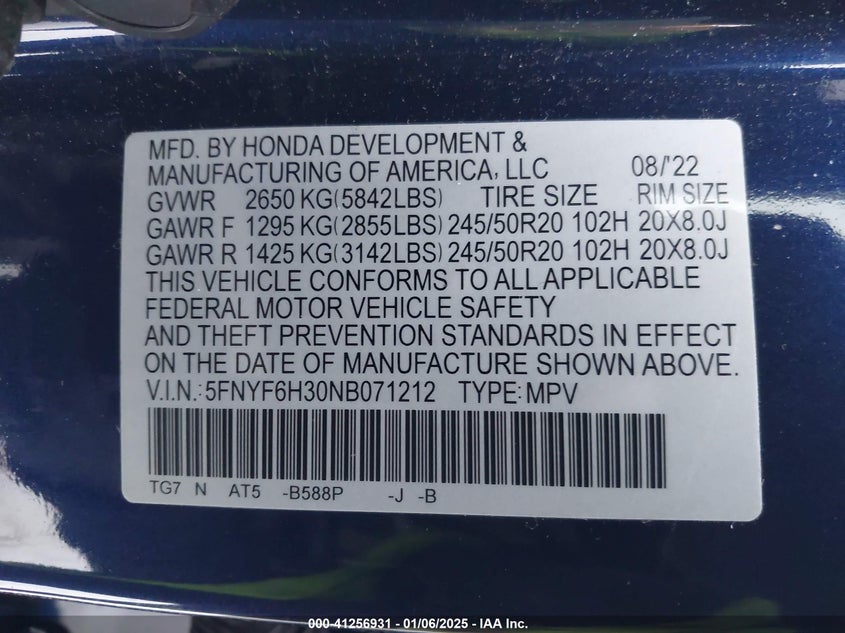 MFD. BY HONDA DEVELOPMENT &
MANUFACTURING OF AMERICA, LLC 08/'22
GVWR 2650 KG(5842LBS) TIRE SIZE RIM SIZE
GAWR F 1295 KG(2855LBS) 245/50R20 102H 20X8.0J
GAWR R 1425 KG(3142LBS) 245/50R20 102H 20X8.0J
THIS VEHICLE CONFORMS TO ALL APPLICABLE
FEDERAL MOTOR VEHICLE SAFETY
AND THEFT PREVENTION STANDARDS IN EFFECT
ON THE DATE OF MANUFACTURE SHOWN ABOVE.
V.I.N.: 5FNYF6H30NB071212 TYPE: MPV
TG7 N AT5 -B588P -J -B
000-41256931 - 01/06/2025 - IAA Inc.